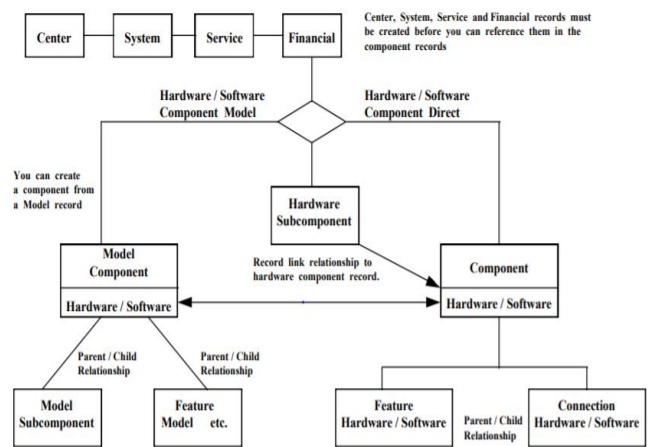 Center
System
Service
Financial
Center, System, Service and Financial records must
be created before you can reference them in the
component records
Hardware / Software
Component Model
Hardware / Software
Component Direct
You can create
a component from
a Model record
Hardware
Subcomponent
Model
Component
Hardware / Software
Record link relationship to
hardware component record.
Component
Hardware / Software
Parent / Child
Relationship
Parent / Child
Relationship
Model
Subcomponent
Feature
Model etc.
Feature
Hardware / Software
Parent / Child
Relationship
Connection
Hardware / Software